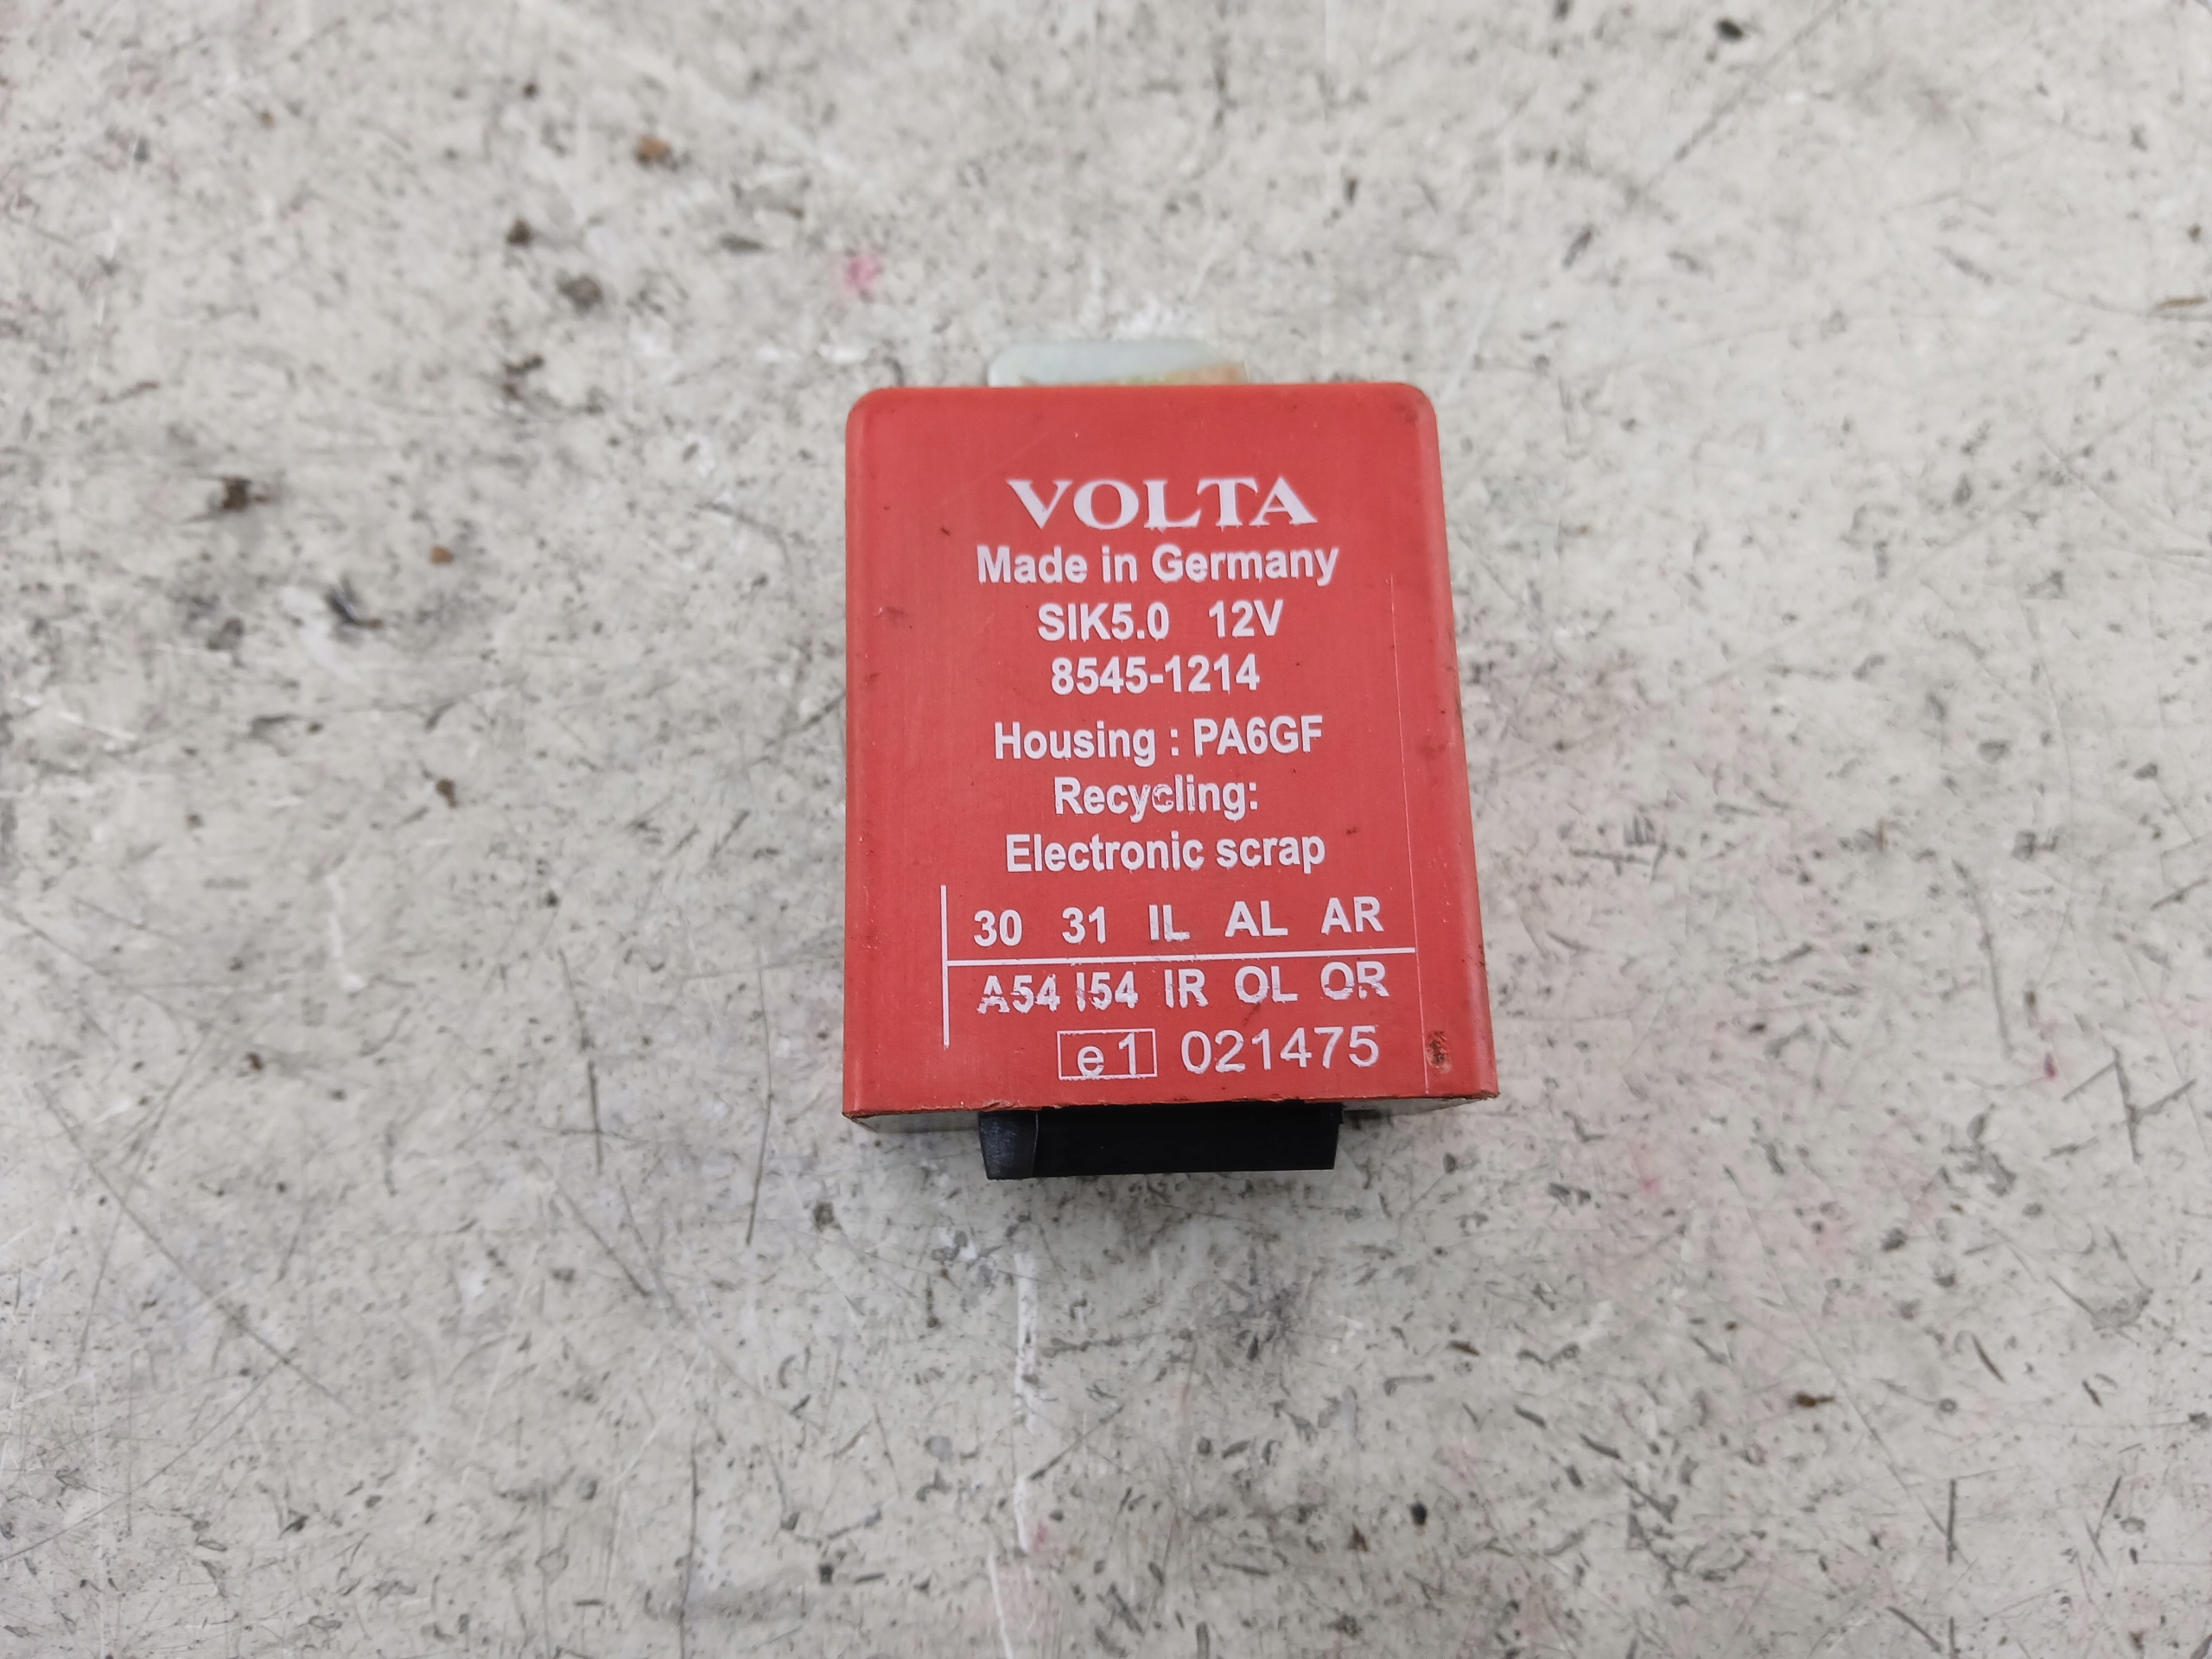 VOLTA
Made in Germany
SIK5.0 12V
8545-1214
Housing : PA6GF
Recycling:
Electronic scrap
30 31 IL AL AR
A54 I54 IR OL OR
e1 021475